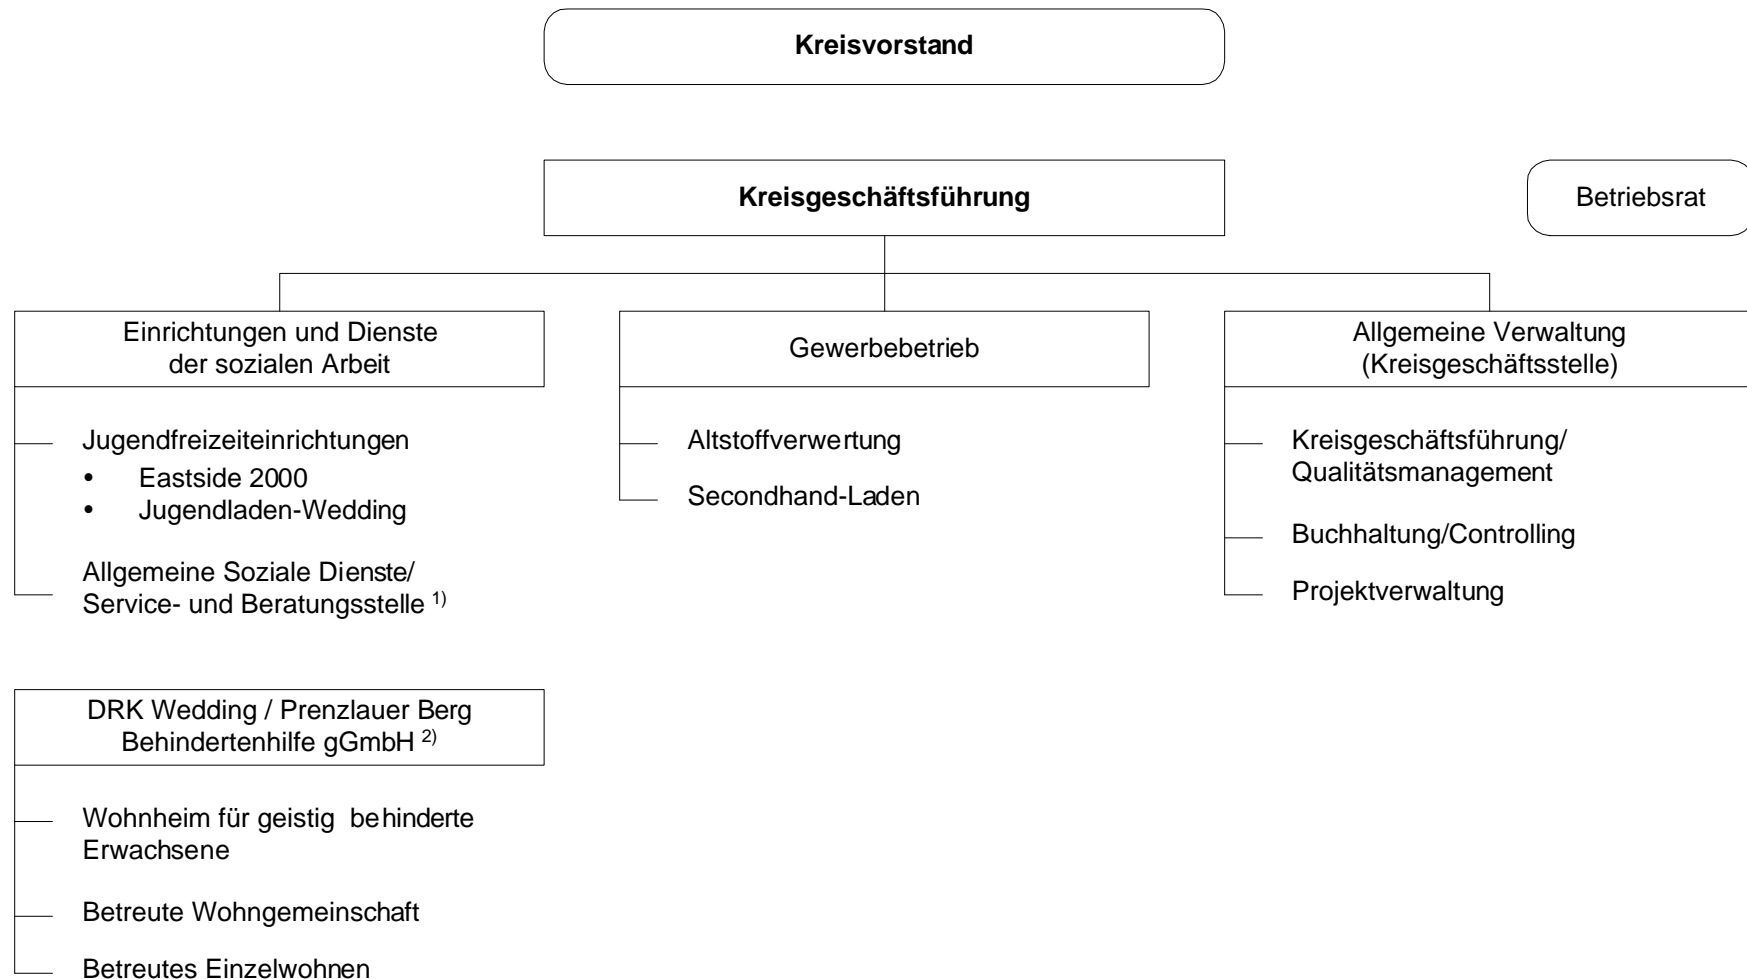 Kreisvorstand
Kreisgeschäftsführung
Betriebsrat
Einrichtungen und Dienste
der sozialen Arbeit
Jugendfreizeiteinrichtungen
• Eastside 2000
• Jugendladen-Wedding
Allgemeine Soziale Dienste/
Service- und Beratungsstelle 1)
Gewerbebetrieb
Altstoffverwertung
Secondhand-Laden
Allgemeine Verwaltung
(Kreisgeschäftsstelle)
Kreisgeschäftsführung/
Qualitätsmanagement
Buchhaltung/Controlling
Projektverwaltung
DRK Wedding / Prenzlauer Berg
Behindertenhilfe gGmbH 2)
Wohnheim für geistig behinderte
Erwachsene
Betreute Wohngemeinschaft
Betreutes Einzelwohnen